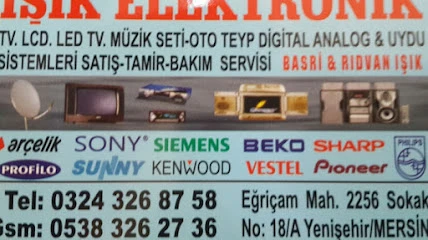 IŞIK ELEKTRONİK
TV. LCD. LED TV. MÜZİK SETİ-OTO TEYP DİGİTAL ANALOG & UYDU
SİSTEMLERİ SATIŞ-TAMİR-BAKIM SERVİSİ BASRİ & RIDVAN IŞIK
arçelik SONY SIEMENS BEKO SHARP PHILIPS
PROFİLO SUNNY KENWOOD VESTEL Pioneer
Tel: 0324 326 87 58 Eğriçam Mah. 2256 Sokak
Gsm: 0538 326 27 36 No: 18/A Yenişehir/MERSİN